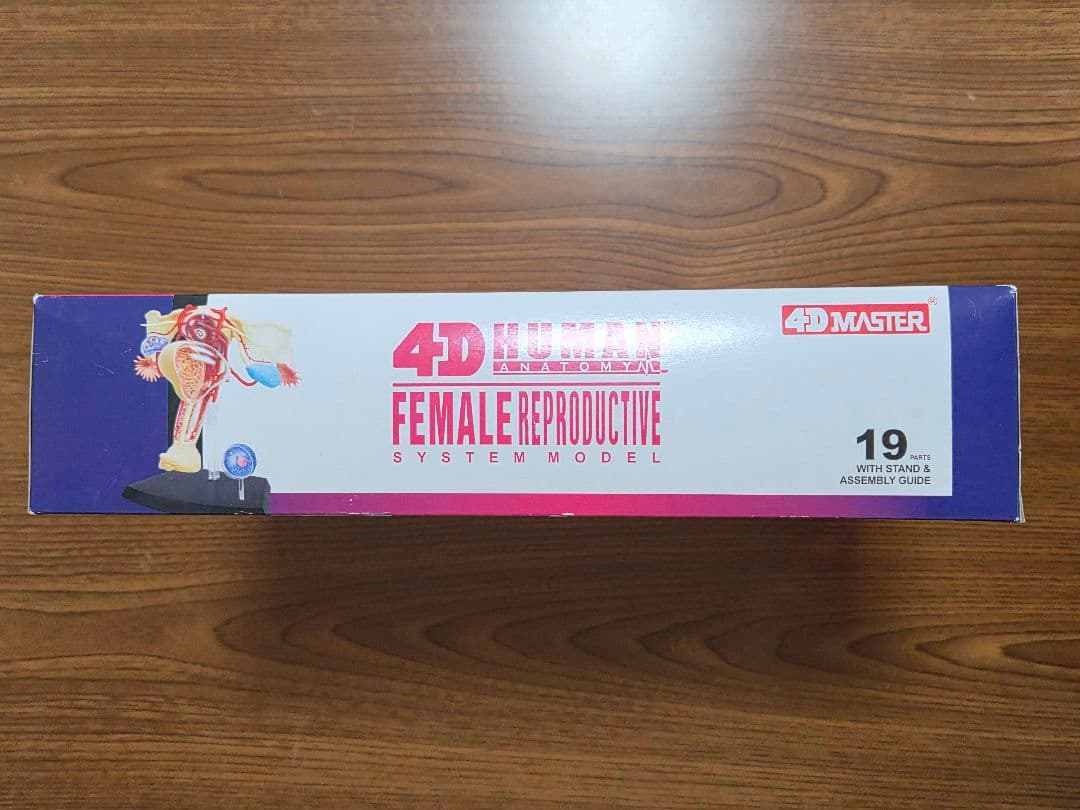 4D HUMAN
ANATOMY
FEMALE REPRODUCTIVE
SYSTEM MODEL
4D MASTER®
19 PARTS
WITH STAND &
ASSEMBLY GUIDE